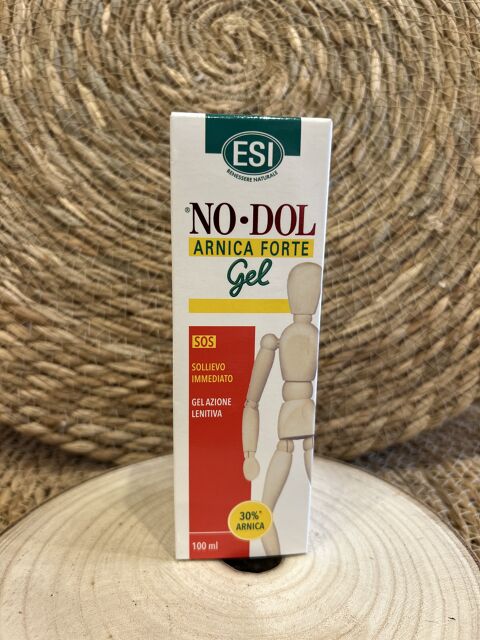 ESI
BENESSERE NATURALE
® NO·DOL
ARNICA FORTE
Gel
SOS
SOLLIEVO
IMMEDIATO
GEL AZIONE
LENITIVA
30%*
ARNICA
100 ml